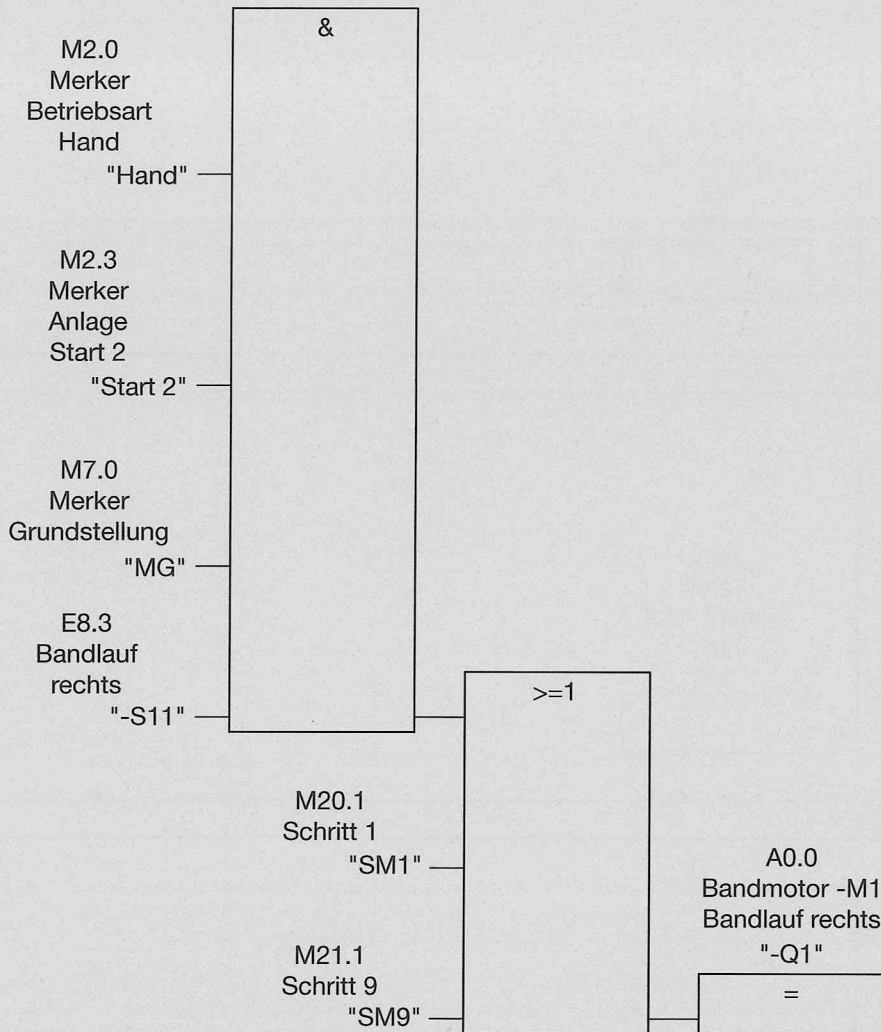 &
M2.0
Merker
Betriebsart
Hand
"Hand"
M2.3
Merker
Anlage
Start 2
"Start 2"
M7.0
Merker
Grundstellung
"MG"
E8.3
Bandlauf
rechts
"-S11"
>=1
M20.1
Schritt 1
"SM1"
M21.1
Schritt 9
"SM9"
A0.0
Bandmotor -M1
Bandlauf rechts
"-Q1"
=